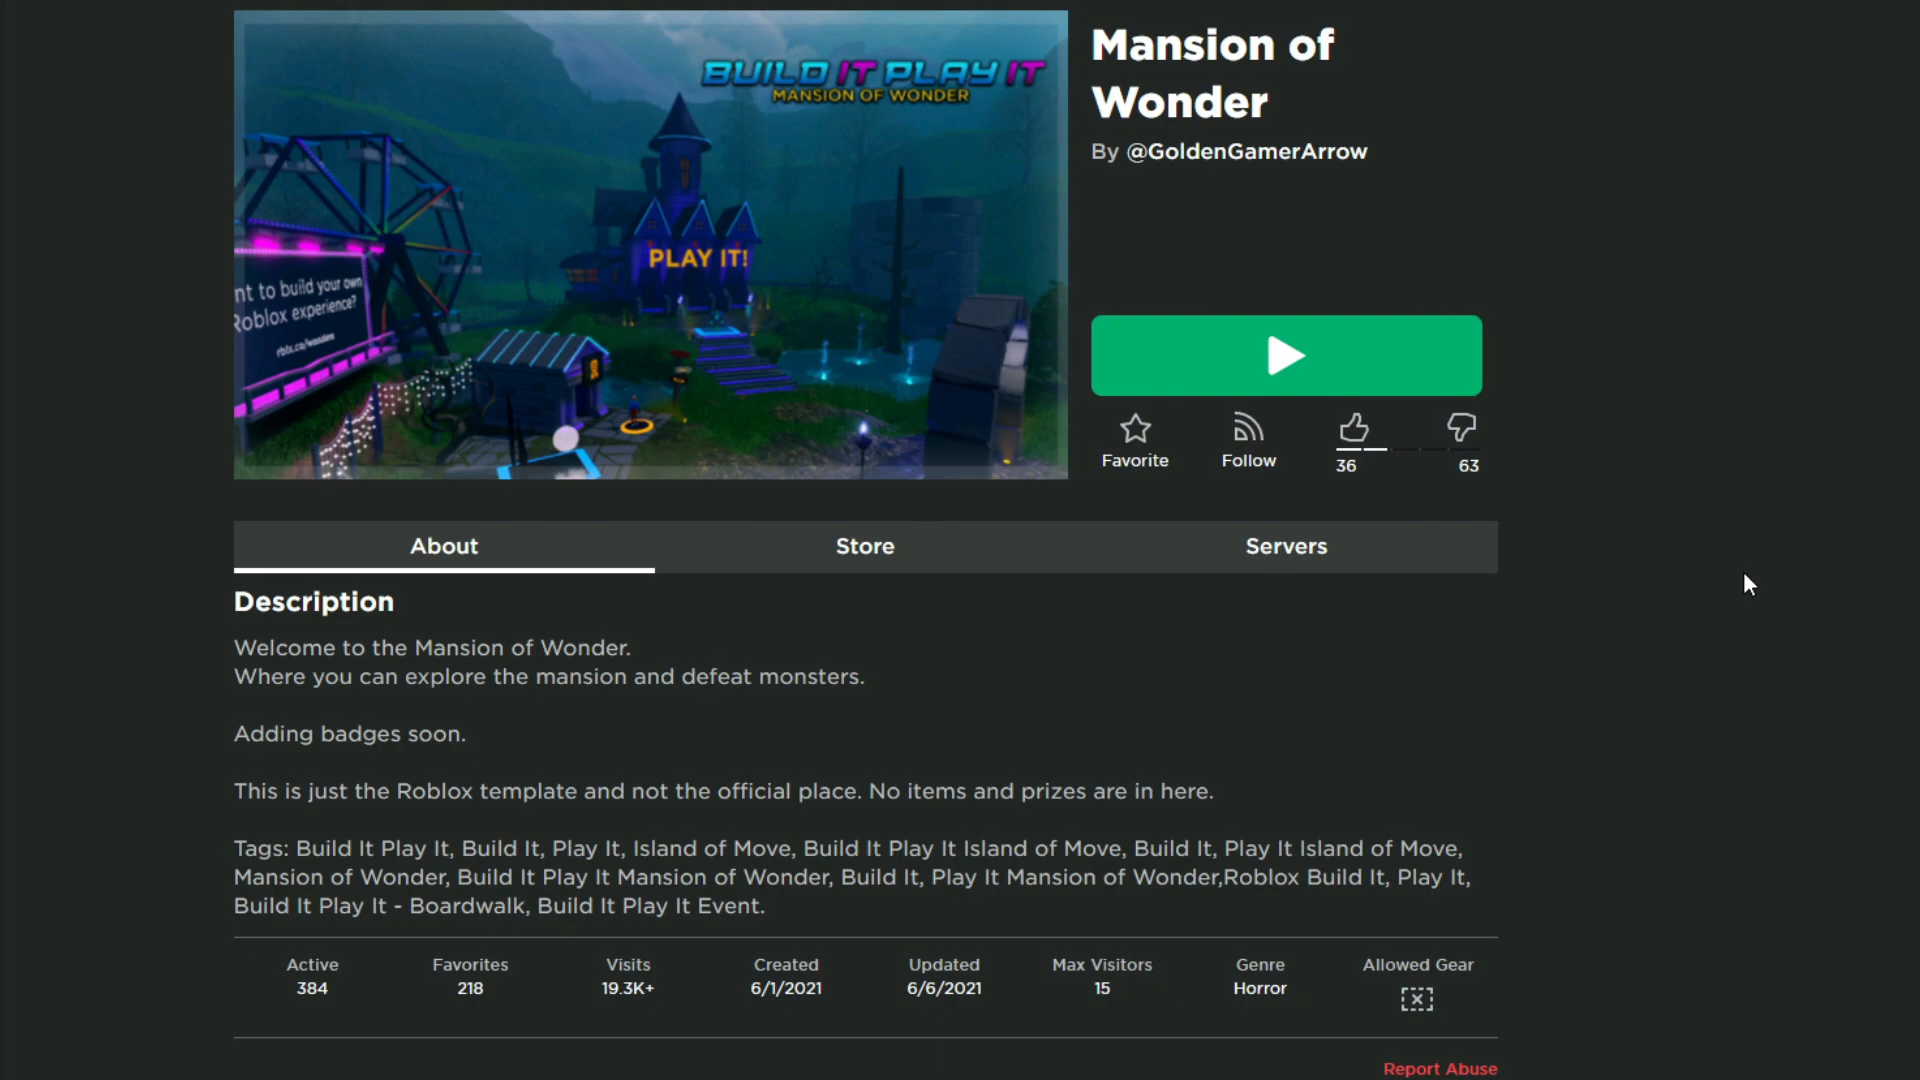 BUILD IT PLAY IT
MANSION OF WONDER
PLAY IT!
nt to build your own
Roblox experience?
rblx.co/wonders
Mansion of
Wonder
By @GoldenGamerArrow
Favorite
Follow
36
63
About
Store
Servers
Description
Welcome to the Mansion of Wonder.
Where you can explore the mansion and defeat monsters.
Adding badges soon.
This is just the Roblox template and not the official place. No items and prizes are in here.
Tags: Build It Play It, Build It, Play It, Island of Move, Build It Play It Island of Move, Build It, Play It Island of Move,
Mansion of Wonder, Build It Play It Mansion of Wonder, Build It, Play It Mansion of Wonder,Roblox Build It, Play It,
Build It Play It - Boardwalk, Build It Play It Event.
Active
384
Favorites
218
Visits
19.3K+
Created
6/1/2021
Updated
6/6/2021
Max Visitors
15
Genre
Horror
Allowed Gear
Report Abuse